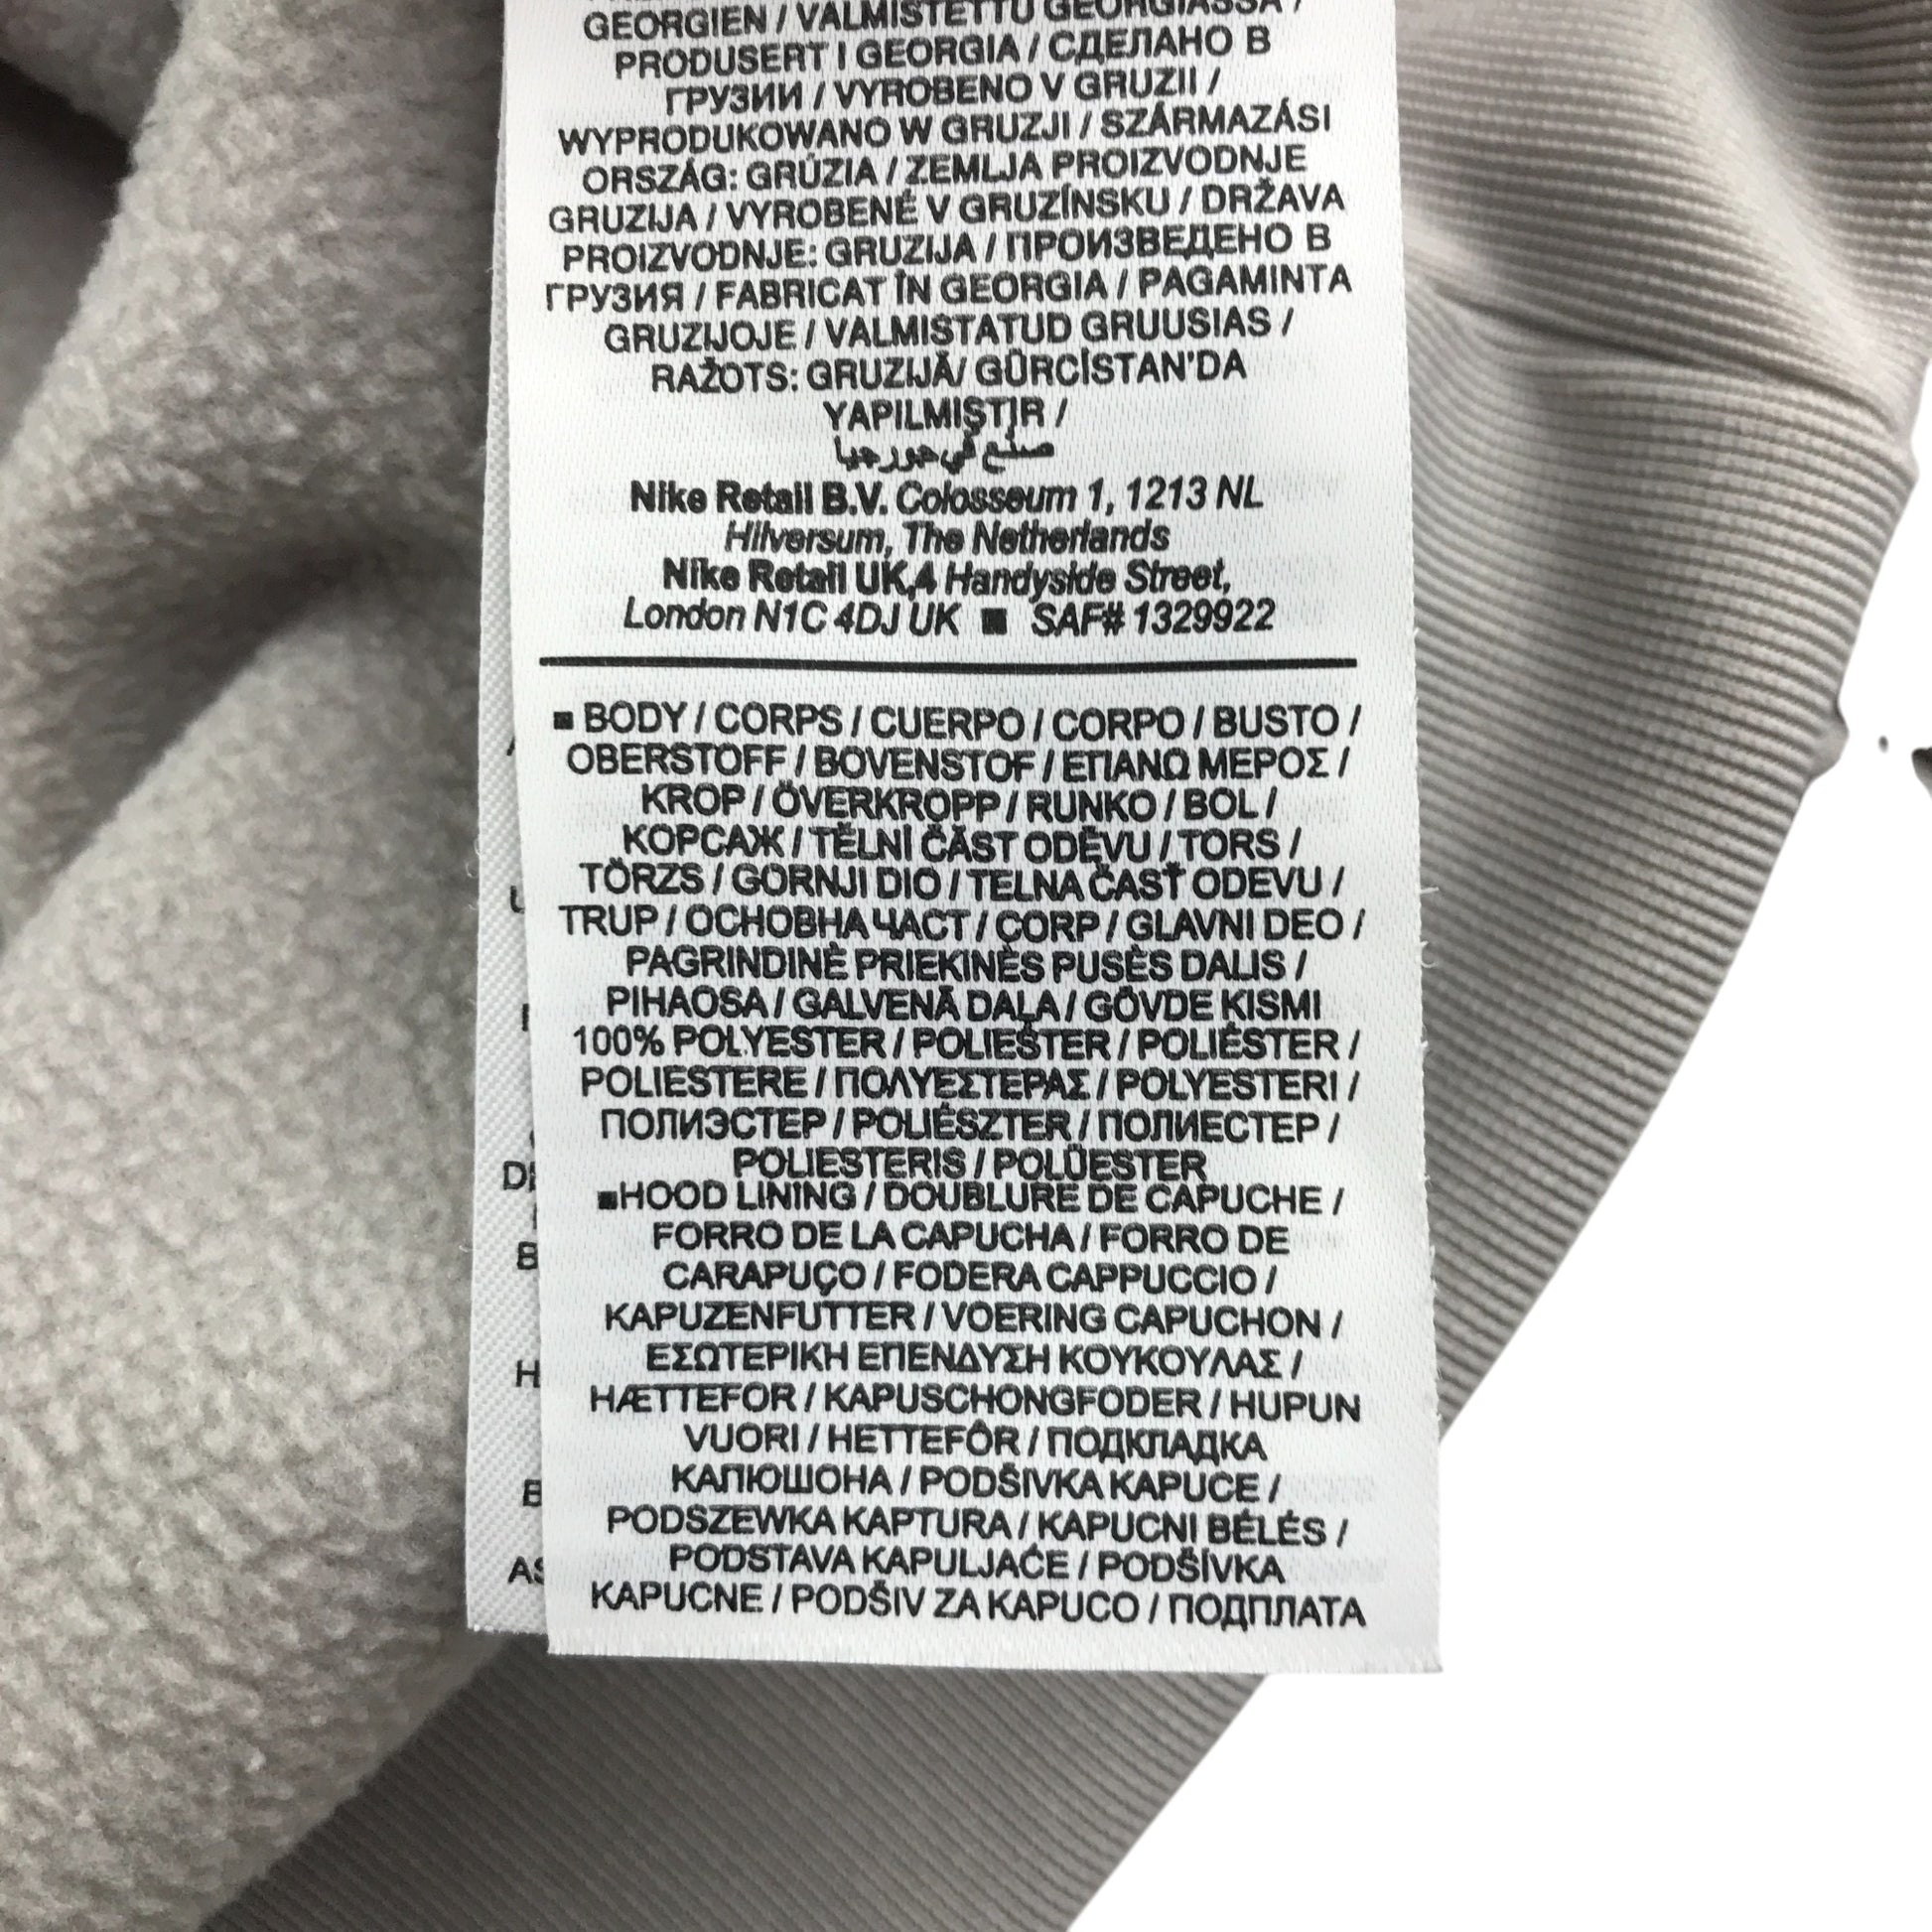 GEORGIEN / VALMISTETTU GEORGIASSA /
PRODUSERT I GEORGIA / СДЕЛАНО В
ГРУЗИИ / VYROBENO V GRUZII /
WYPRODUKOWANO W GRUZJI / SZÁRMAZÁSI
ORSZÁG: GRÚZIA / ZEMLJA PROIZVODNJE
GRUZIJA / VYROBENÉ V GRUZÍNSKU / DRŽAVA
PROIZVODNJE: GRUZIJA / ПРОИЗВЕДЕНО В
ГРУЗИЯ / FABRICAT ÎN GEORGIA / PAGAMINTA
GRUZIJOJE / VALMISTATUD GRUUSIAS /
RAŽOTS: GRUZIJĀ/ GÜRCİSTAN'DA
YAPILMIŞTIR /
صنع في جورجيا
Nike Retail B.V. Colosseum 1, 1213 NL
Hilversum, The Netherlands
Nike Retail UK,4 Handyside Street,
London N1C 4DJ UK ■ SAF# 1329922
■ BODY / CORPS / CUERPO / CORPO / BUSTO /
OBERSTOFF / BOVENSTOF / ΕΠΑΝΩ ΜΕΡΟΣ /
KROP / ÖVERKROPP / RUNKO / BOL /
КОРСАЖ / TĚLNÍ ČÁST ODĚVU / TORS /
TÖRZS / GORNJI DIO / TELNA ČASŤ ODEVU /
TRUP / ОСНОВНА ЧАСТ / CORP / GLAVNI DEO /
PAGRINDINĖ PRIEKINĖS PUSĖS DALIS /
PIHAOSA / GALVENĀ DAĻA / GÖVDE KISMI
100% POLYESTER / POLIESTER / POLIÉSTER /
POLIESTERE / ΠΟΛΥΕΣΤΕΡΑΣ / POLYESTERI /
ПОЛИЭСТЕР / POLIÉSZTER / ПОЛИЕСТЕР /
POLIESTERIS / POLÜESTER
■HOOD LINING / DOUBLURE DE CAPUCHE /
FORRO DE LA CAPUCHA / FORRO DE
CARAPUÇO / FODERA CAPPUCCIO /
KAPUZENFUTTER / VOERING CAPUCHON /
ΕΣΩΤΕΡΙΚΗ ΕΠΕΝΔΥΣΗ ΚΟΥΚΟΥΛΑΣ /
HÆTTEFOR / KAPUSCHONGFODER / HUPUN
VUORI / HETTEFÔR / ПОДКЛАДКА
КАПЮШОНА / PODŠIVKA KAPUCE /
PODSZEWKA KAPTURA / KAPUCNI BÉLÉS /
PODSTAVA KAPULJAĆE / PODŠÍVKA
KAPUCNE / PODŠIV ZA KAPUCO / ПОДПЛАТА